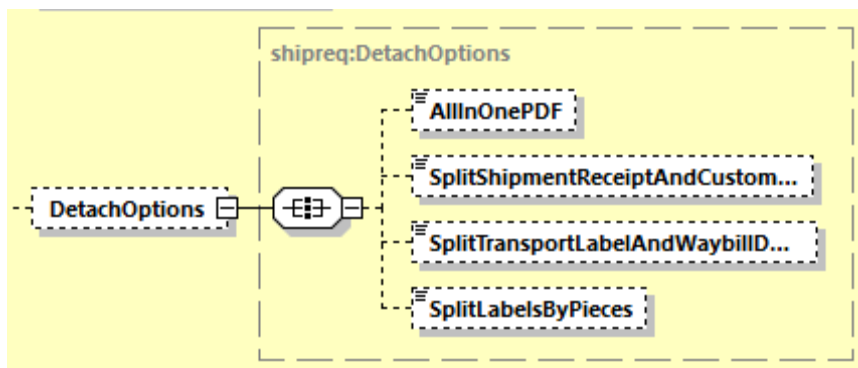 shipreq:DetachOptions
AllInOnePDF
SplitShipmentReceiptAndCustom...
DetachOptions
SplitTransportLabelAndWaybillD...
SplitLabelsByPieces